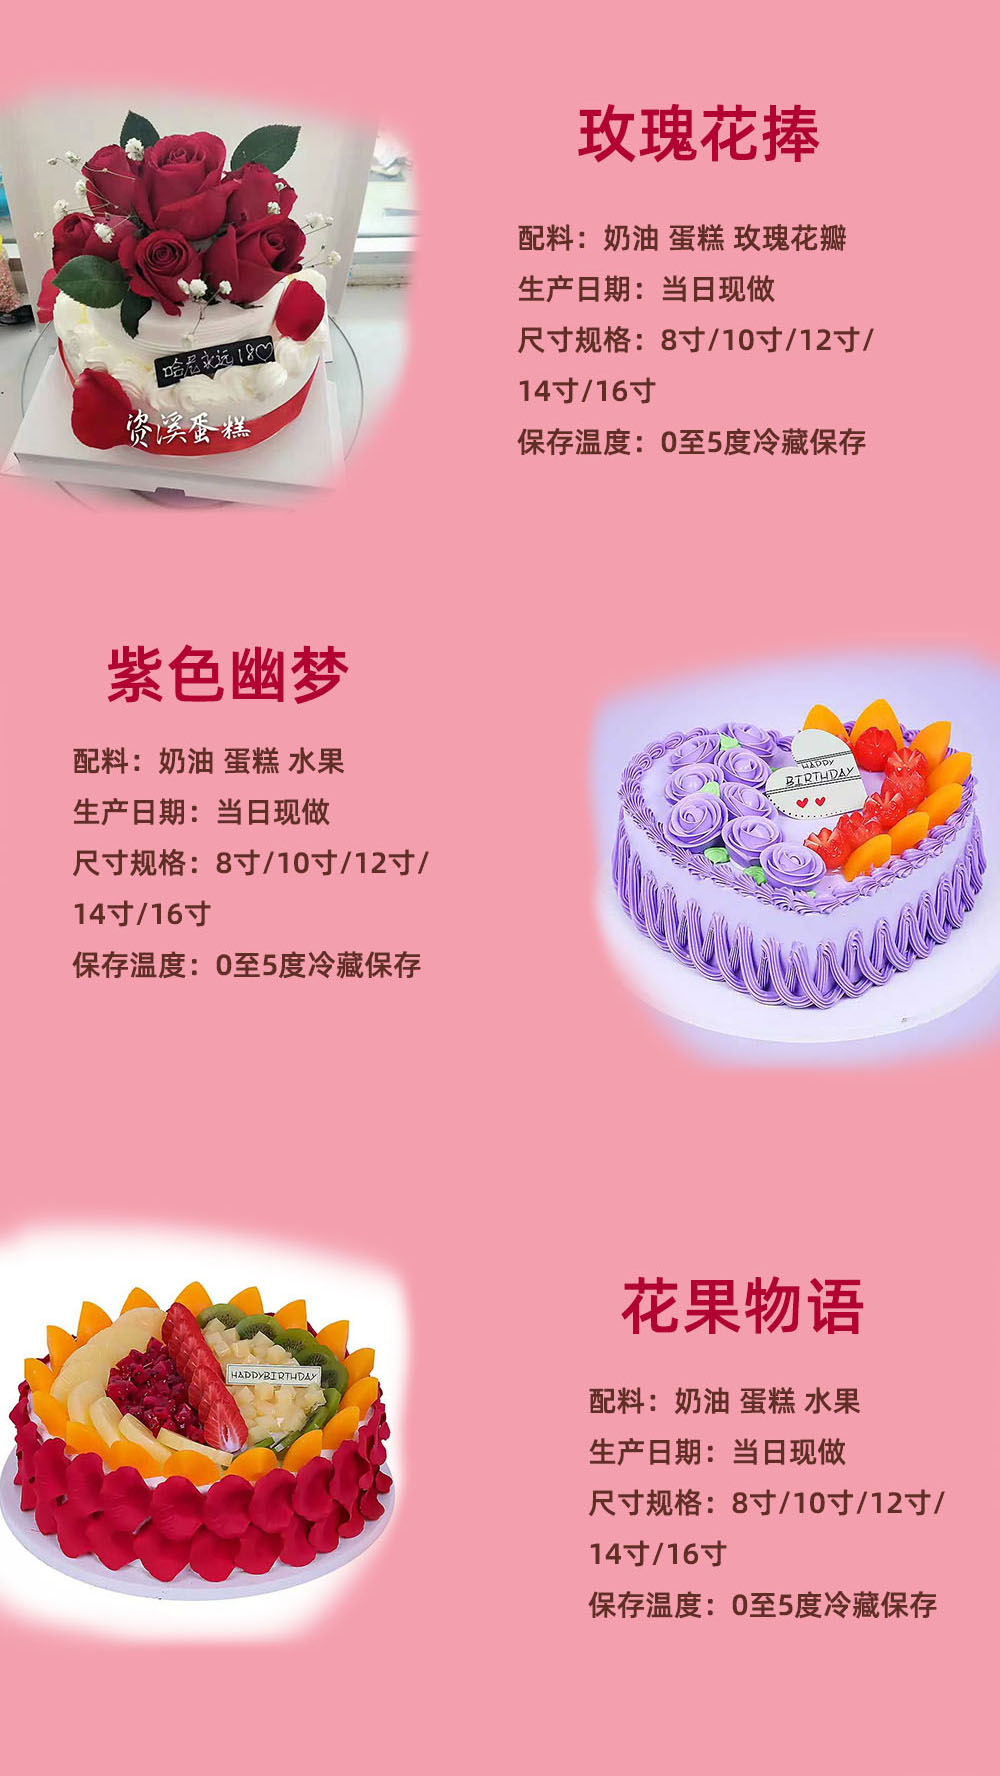 玫瑰花捧
配料：奶油 蛋糕 玫瑰花瓣
生产日期：当日现做
尺寸规格：8寸/10寸/12寸/
14寸/16寸
保存温度：0至5度冷藏保存
哈尼永远18♡
资溪蛋糕
紫色幽梦
配料：奶油 蛋糕 水果
生产日期：当日现做
尺寸规格：8寸/10寸/12寸/
14寸/16寸
保存温度：0至5度冷藏保存
HAPPY
BIRTHDAY
花果物语
HAPPYBIRTHDAY
配料：奶油 蛋糕 水果
生产日期：当日现做
尺寸规格：8寸/10寸/12寸/
14寸/16寸
保存温度：0至5度冷藏保存